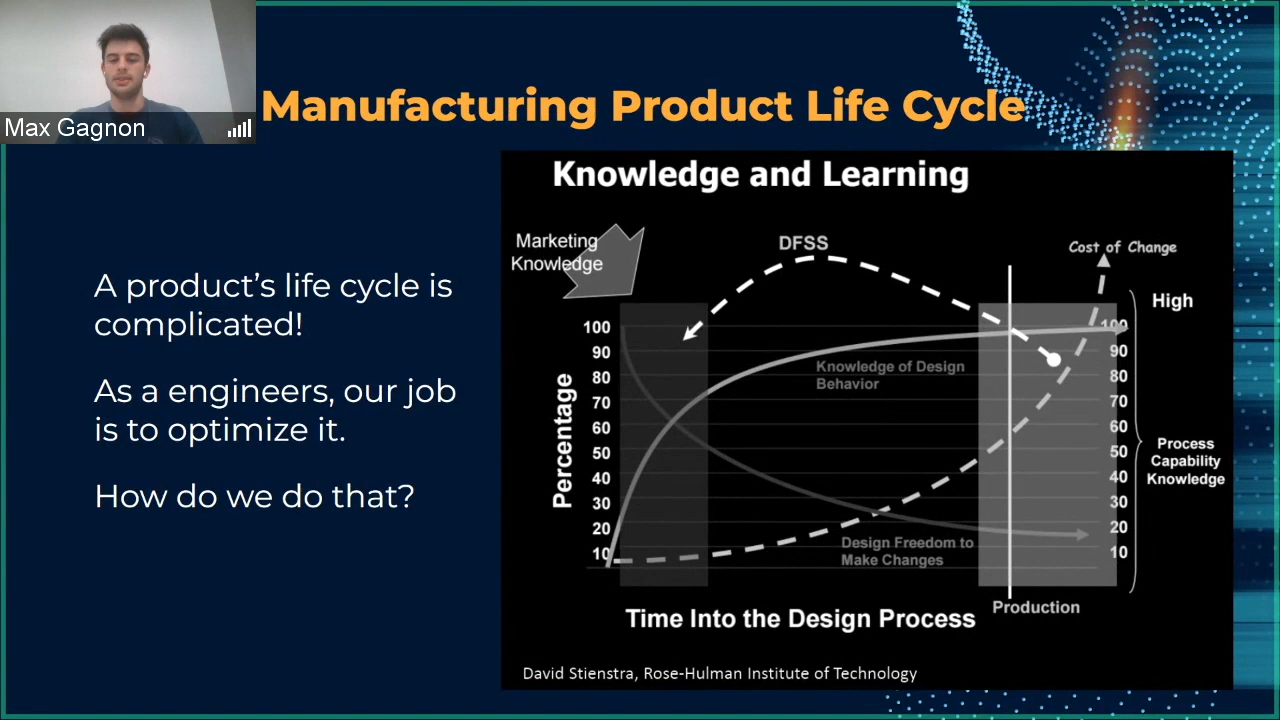 Max Gagnon
Manufacturing Product Life Cycle
A product's life cycle is
complicated!
As a engineers, our job
is to optimize it.
How do we do that?
Knowledge and Learning
Marketing
Knowledge
DFSS
Cost of Change
High
Percentage
100
90
80
70
60
50
40
30
20
10
Knowledge of Design
Behavior
Design Freedom to
Make Changes
100
90
80
70
60
50
40
30
20
10
Process
Capability
Knowledge
Production
Time Into the Design Process
David Stienstra, Rose-Hulman Institute of Technology